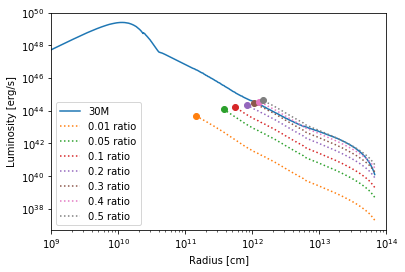 10^50
10^48
10^46
10^44
10^42
10^40
10^38
Luminosity [erg/s]
30M
0.01 ratio
0.05 ratio
0.1 ratio
0.2 ratio
0.3 ratio
0.4 ratio
0.5 ratio
10^9 10^10 10^11 10^12 10^13 10^14
Radius [cm]